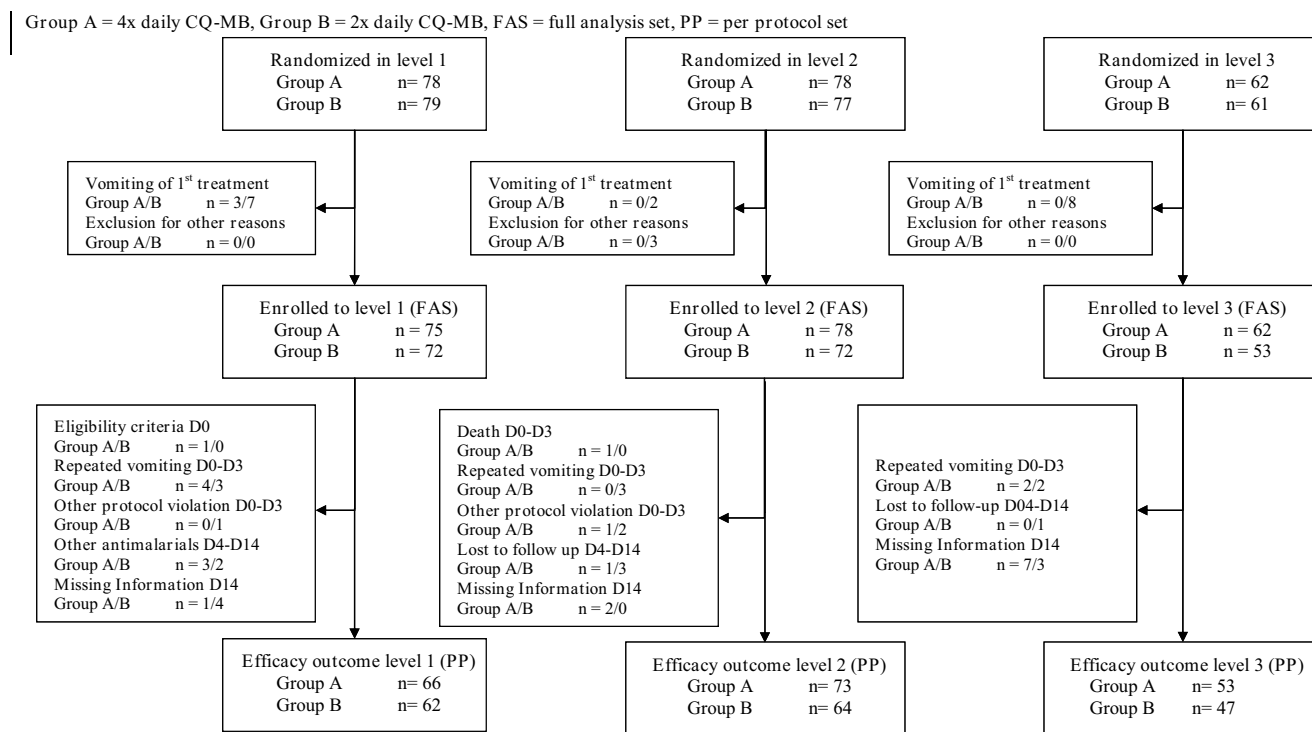 Group A = 4x daily CQ-MB, Group B = 2x daily CQ-MB, FAS = full analysis set, PP = per protocol set
Randomized in level 1
Group A n= 78
Group B n= 79
Randomized in level 2
Group A n= 78
Group B n= 77
Randomized in level 3
Group A n= 62
Group B n= 61
Vomiting of 1st treatment
Group A/B n = 3/7
Exclusion for other reasons
Group A/B n = 0/0
Vomiting of 1st treatment
Group A/B n = 0/2
Exclusion for other reasons
Group A/B n = 0/3
Vomiting of 1st treatment
Group A/B n = 0/8
Exclusion for other reasons
Group A/B n = 0/0
Enrolled to level 1 (FAS)
Group A n = 75
Group B n = 72
Enrolled to level 2 (FAS)
Group A n = 78
Group B n = 72
Enrolled to level 3 (FAS)
Group A n = 62
Group B n = 53
Eligibility criteria D0
Group A/B n = 1/0
Repeated vomiting D0-D3
Group A/B n = 4/3
Other protocol violation D0-D3
Group A/B n = 0/1
Other antimalarials D4-D14
Group A/B n = 3/2
Missing Information D14
Group A/B n = 1/4
Death D0-D3
Group A/B n = 1/0
Repeated vomiting D0-D3
Group A/B n = 0/3
Other protocol violation D0-D3
Group A/B n = 1/2
Lost to follow up D4-D14
Group A/B n = 1/3
Missing Information D14
Group A/B n = 2/0
Repeated vomiting D0-D3
Group A/B n = 2/2
Lost to follow-up D04-D14
Group A/B n = 0/1
Missing Information D14
Group A/B n = 7/3
Efficacy outcome level 1 (PP)
Group A n= 66
Group B n= 62
Efficacy outcome level 2 (PP)
Group A n= 73
Group B n= 64
Efficacy outcome level 3 (PP)
Group A n= 53
Group B n= 47